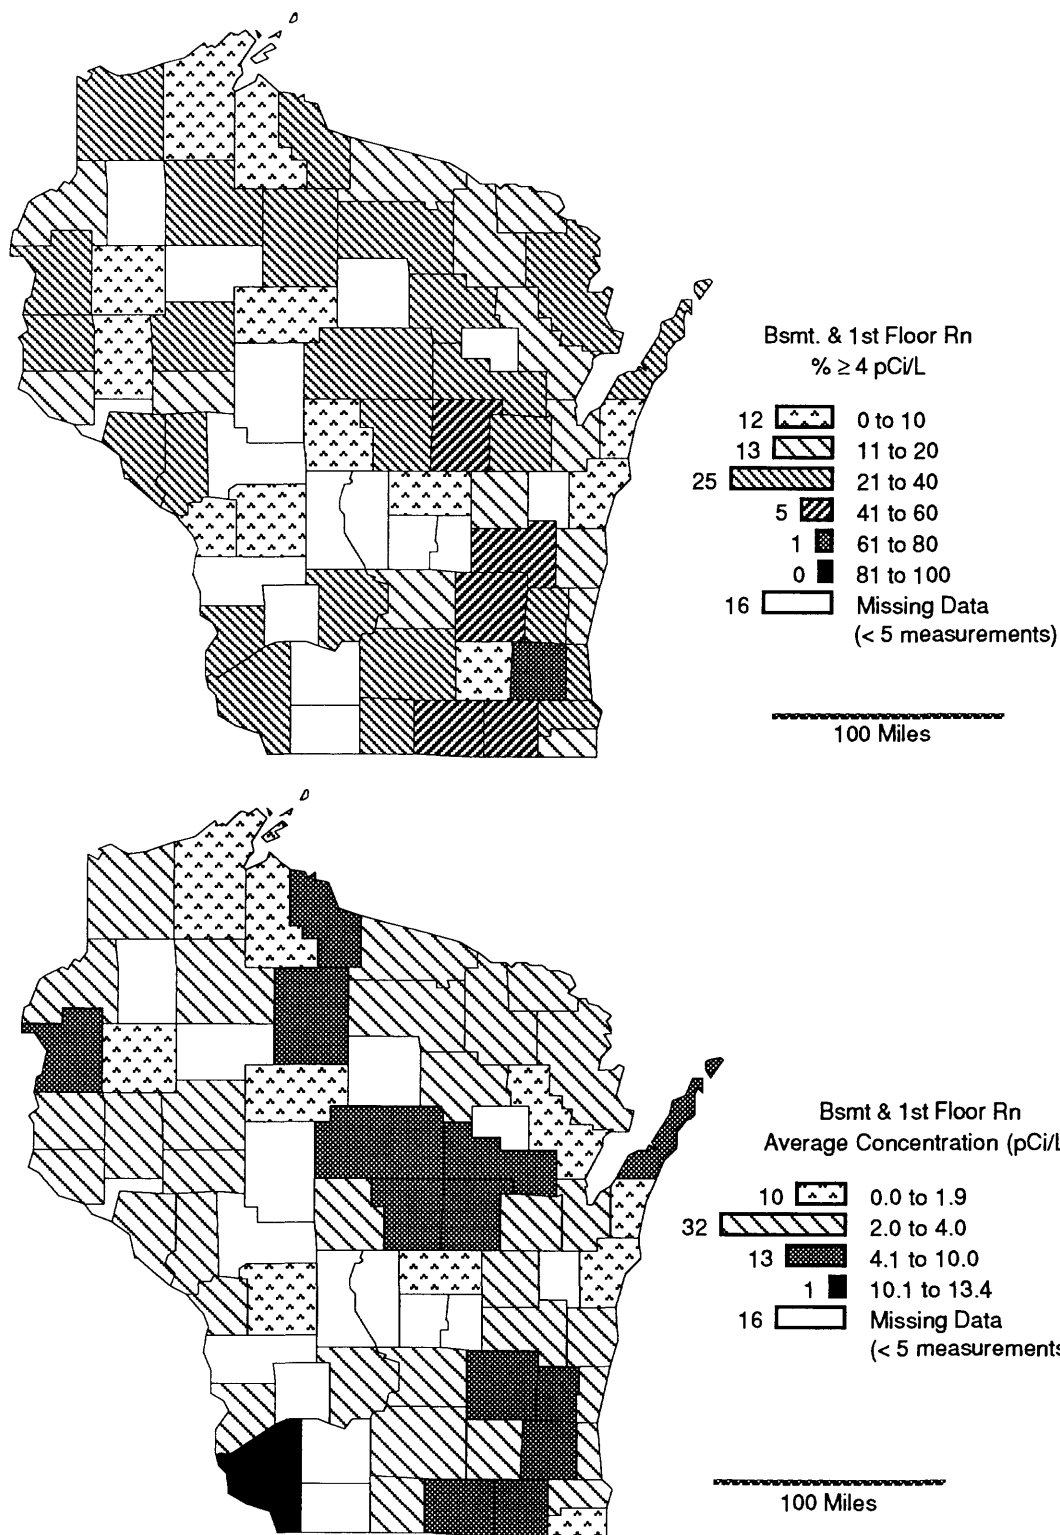 Bsmt. & 1st Floor Rn
% ≥ 4 pCi/L
12 0 to 10
13 11 to 20
25 21 to 40
5 41 to 60
1 61 to 80
0 81 to 100
16 Missing Data
(< 5 measurements)
100 Miles
Bsmt & 1st Floor Rn
Average Concentration (pCi/L
10 0.0 to 1.9
32 2.0 to 4.0
13 4.1 to 10.0
1 10.1 to 13.4
16 Missing Data
(< 5 measurements
100 Miles